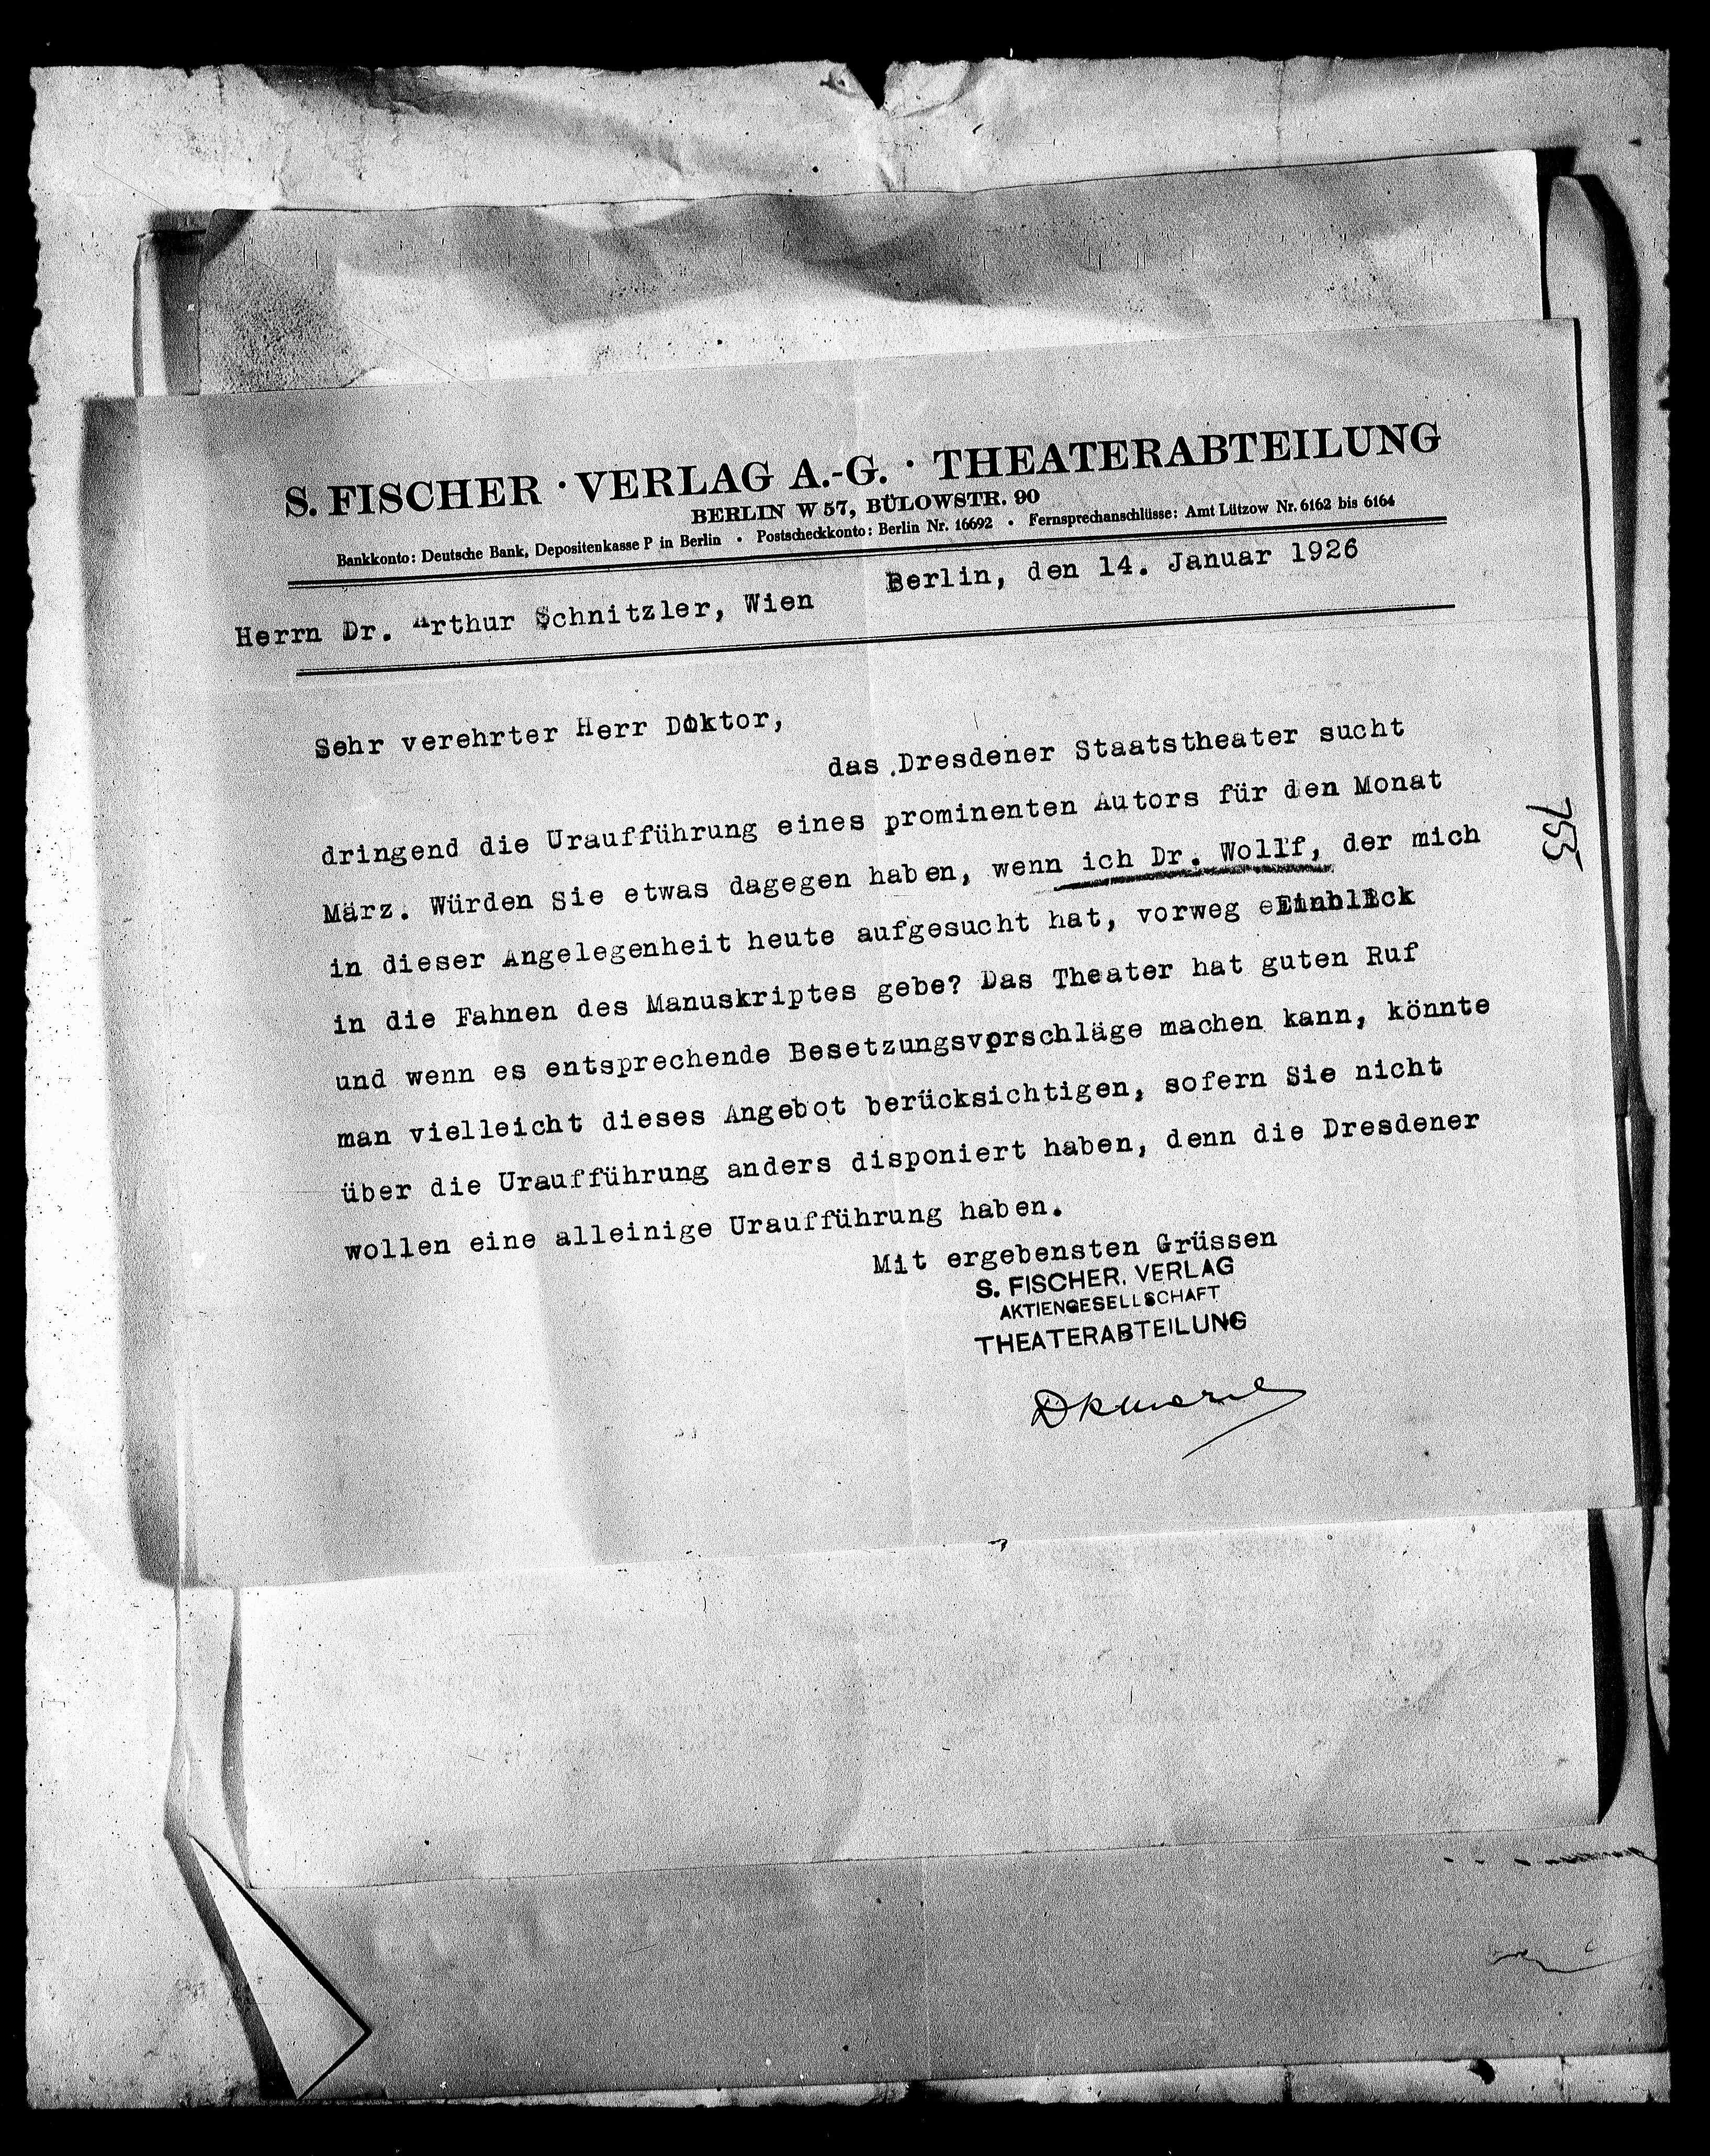 S. FISCHER · VERLAG A.-G. · THEATERABTEILUNG
BERLIN W 57, BÜLOWSTR. 90
Bankkonto: Deutsche Bank, Depositenkasse P in Berlin • Postscheckkonto: Berlin Nr. 16692 • Fernsprechanschlüsse: Amt Lützow Nr. 6162 bis 6164
Berlin, den 14. Januar 1926
Herrn Dr. Arthur Schnitzler, Wien
Sehr verehrter Herr Doktor,
das Dresdener Staatstheater sucht
dringend die Uraufführung eines prominenten Autors für den Monat
März. Würden Sie etwas dagegen haben, wenn ich Dr. Wollf, der mich
in dieser Angelegenheit heute aufgesucht hat, vorweg Einblick
in die Fahnen des Manuskriptes gebe? Das Theater hat guten Ruf
und wenn es entsprechende Besetzungsvorschläge machen kann, könnte
man vielleicht dieses Angebot berücksichtigen, sofern Sie nicht
über die Uraufführung anders disponiert haben, denn die Dresdener
wollen eine alleinige Uraufführung haben.
Mit ergebensten Grüssen
S. FISCHER, VERLAG
AKTIENGESELLSCHAFT
THEATERABTEILUNG
753